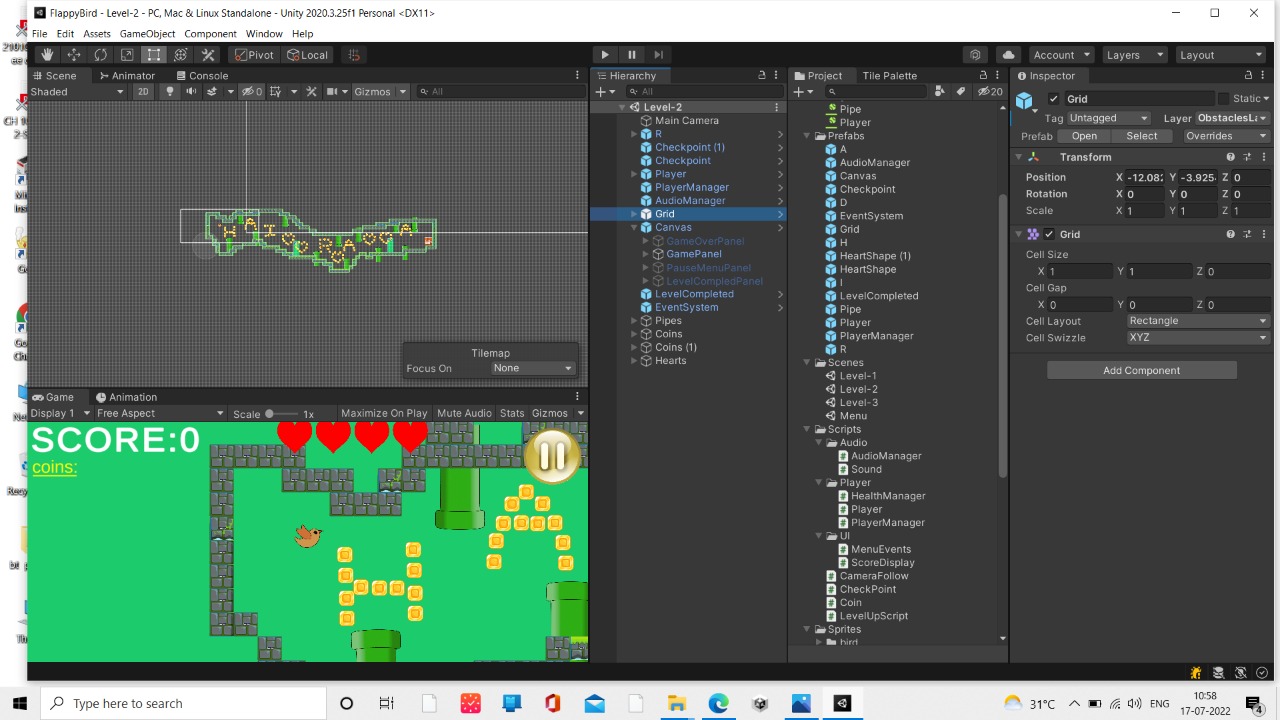 FlappyBird - Level-2 - PC, Mac & Linux Standalone - Unity 2020.3.25f1 Personal <DX11>
File Edit Assets GameObject Component Window Help
Pivot Local Account Layers Layout
Scene Animator Console
Shaded 2D 0 Gizmos All
Tilemap
Focus On None
Game Animation
Display 1 Free Aspect Scale 1x Maximize On Play Mute Audio Stats Gizmos
SCORE:0
coins:
Hierarchy
All
Level-2
Main Camera
R
Checkpoint (1)
Checkpoint
Player
PlayerManager
AudioManager
Grid
Canvas
GameOverPanel
GamePanel
PauseMenuPanel
LevelCompledPanel
LevelCompleted
EventSystem
Pipes
Coins
Coins (1)
Hearts
Project Tile Palette
20
Pipe
Player
Prefabs
A
AudioManager
Canvas
Checkpoint
D
EventSystem
Grid
H
HeartShape (1)
HeartShape
I
LevelCompleted
Pipe
Player
PlayerManager
R
Scenes
Level-1
Level-2
Level-3
Menu
Scripts
Audio
AudioManager
Sound
Player
HealthManager
Player
PlayerManager
UI
MenuEvents
ScoreDisplay
CameraFollow
CheckPoint
Coin
LevelUpScript
Sprites
bird
Inspector
Grid Static
Tag Untagged Layer ObstaclesLa
Prefab Open Select Overrides
Transform
Position X -12.082 Y -3.925 Z 0
Rotation X 0 Y 0 Z 0
Scale X 1 Y 1 Z 1
Grid
Cell Size
X 1 Y 1 Z 0
Cell Gap
X 0 Y 0 Z 0
Cell Layout Rectangle
Cell Swizzle XYZ
Add Component
Type here to search
31°C ENG 10:58
17-07-2022
4